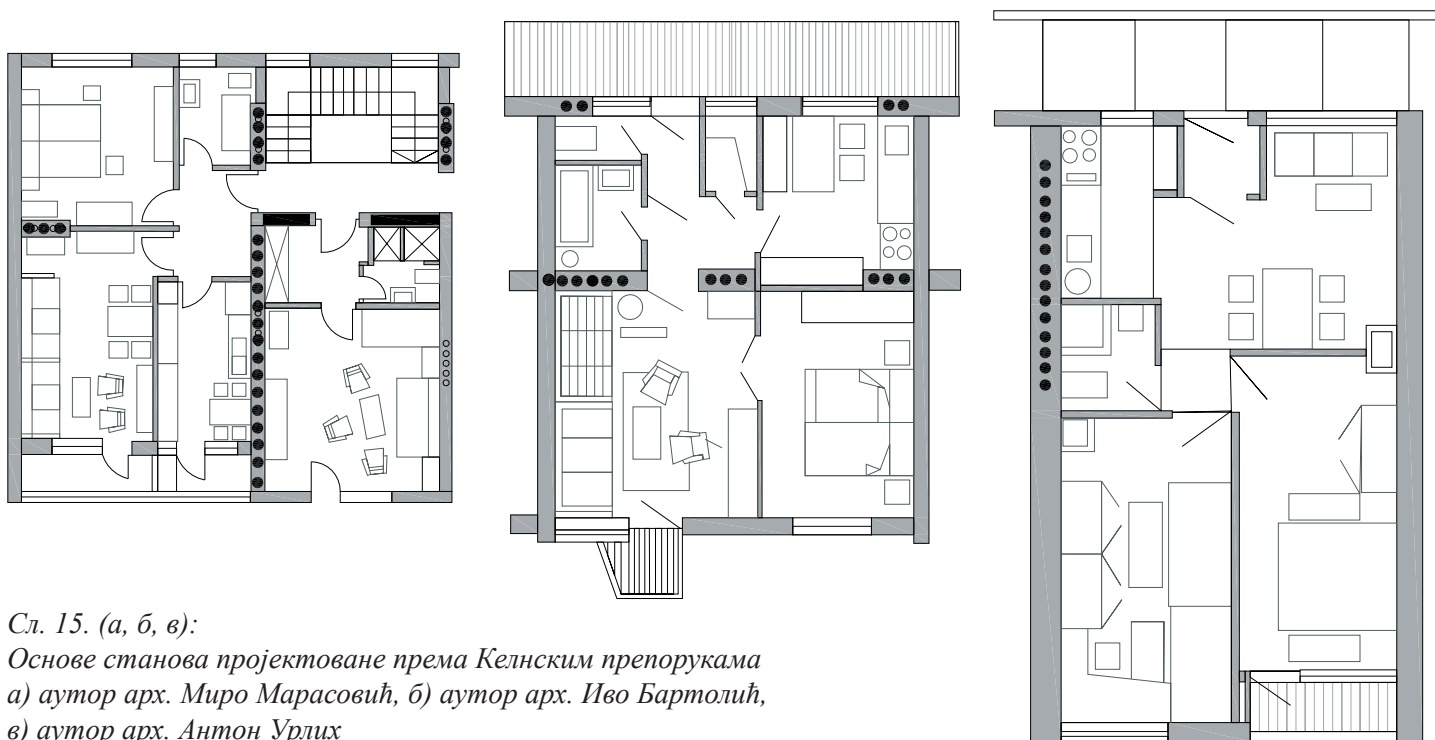 Сл. 15. (а, б, в):
Основе станова пројектоване према Келнским препорукама
а) аутор арх. Миро Марасовић, б) аутор арх. Иво Бартолић,
в) аутор арх. Антон Урлих